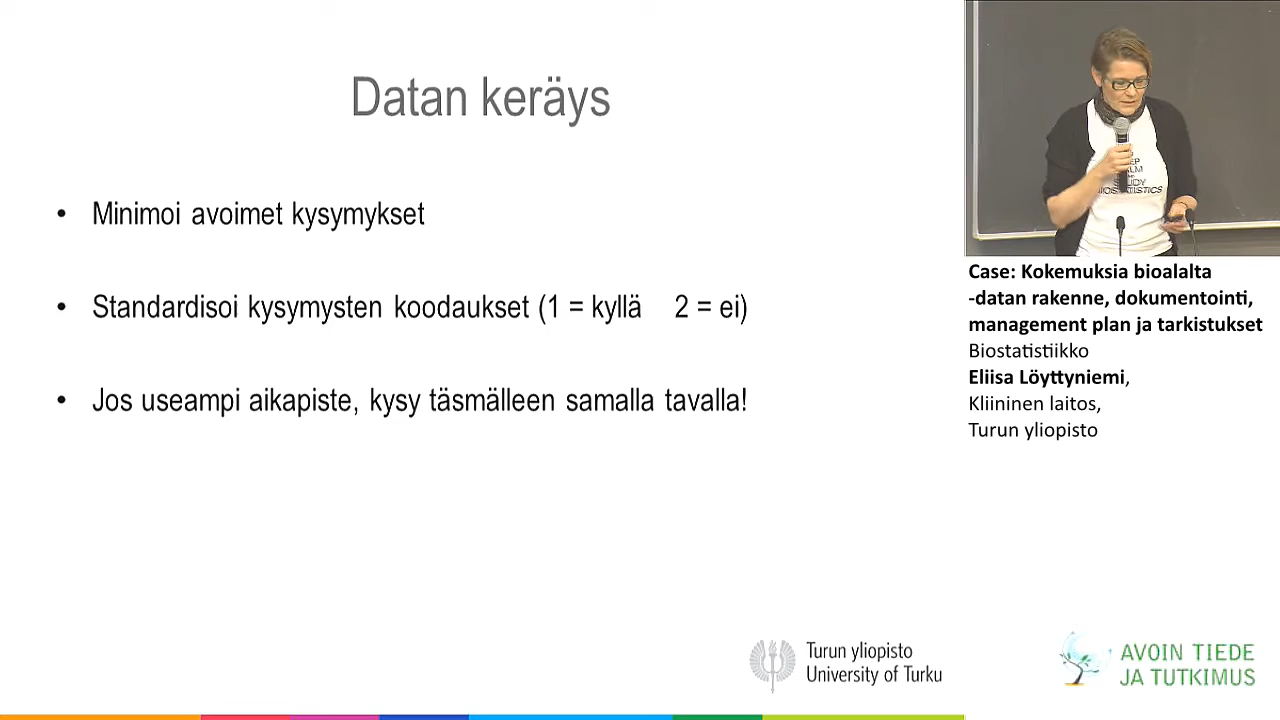 Datan keräys
• Minimoi avoimet kysymykset
• Standardisoi kysymysten koodaukset (1 = kyllä 2 = ei)
• Jos useampi aikapiste, kysy täsmälleen samalla tavalla!
STUDY
Case: Kokemuksia bioalalta
-datan rakenne, dokumentointi,
management plan ja tarkistukset
Biostatistiikko
Eliisa Löyttyniemi,
Kliininen laitos,
Turun yliopisto
Turun yliopisto
University of Turku
AVOIN TIEDE
JA TUTKIMUS